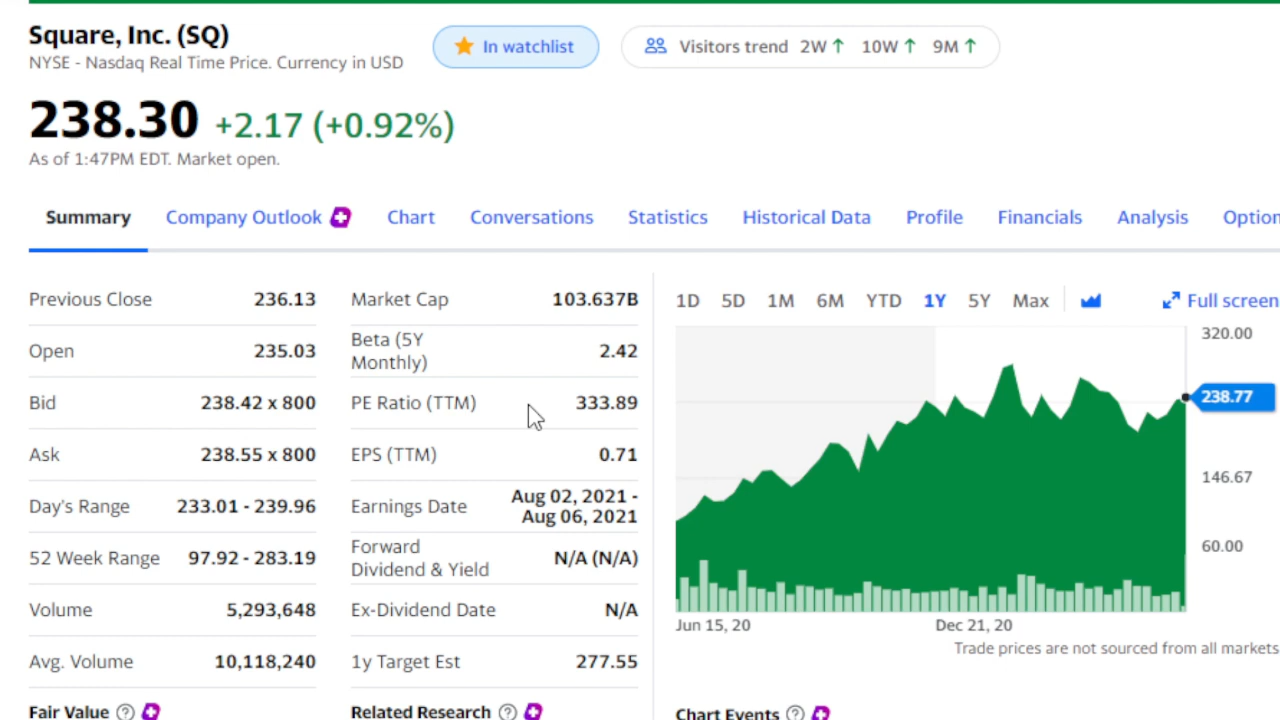 Square, Inc. (SQ)
NYSE - Nasdaq Real Time Price. Currency in USD
In watchlist
Visitors trend 2W 10W 9M
238.30 +2.17 (+0.92%)
As of 1:47PM EDT. Market open.
Summary Company Outlook Chart Conversations Statistics Historical Data Profile Financials Analysis Option
Previous Close 236.13
Open 235.03
Bid 238.42 x 800
Ask 238.55 x 800
Day's Range 233.01 - 239.96
52 Week Range 97.92 - 283.19
Volume 5,293,648
Avg. Volume 10,118,240
Fair Value
Market Cap 103.637B
Beta (5Y
Monthly) 2.42
PE Ratio (TTM) 333.89
EPS (TTM) 0.71
Earnings Date Aug 02, 2021 -
Aug 06, 2021
Forward
Dividend & Yield N/A (N/A)
Ex-Dividend Date N/A
1y Target Est 277.55
Related Research
1D 5D 1M 6M YTD 1Y 5Y Max Full screen
320.00
238.77
146.67
60.00
Jun 15, 20 Dec 21, 20
Trade prices are not sourced from all markets
Chart Events